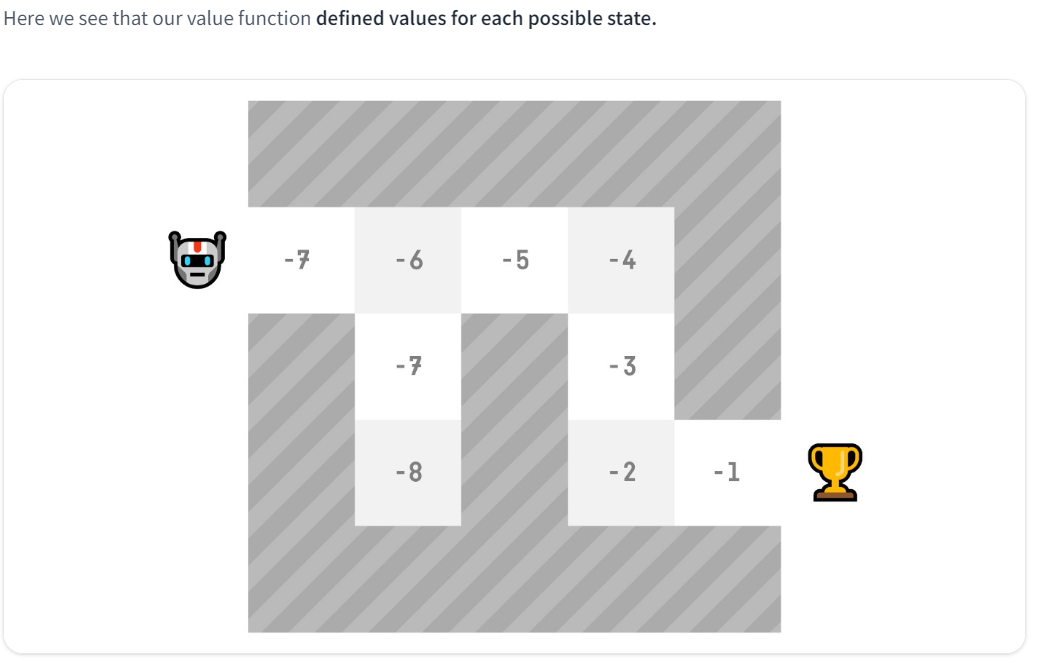 Here we see that our value function defined values for each possible state.
-7 -6 -5 -4
-7 -3
-8 -2 -1